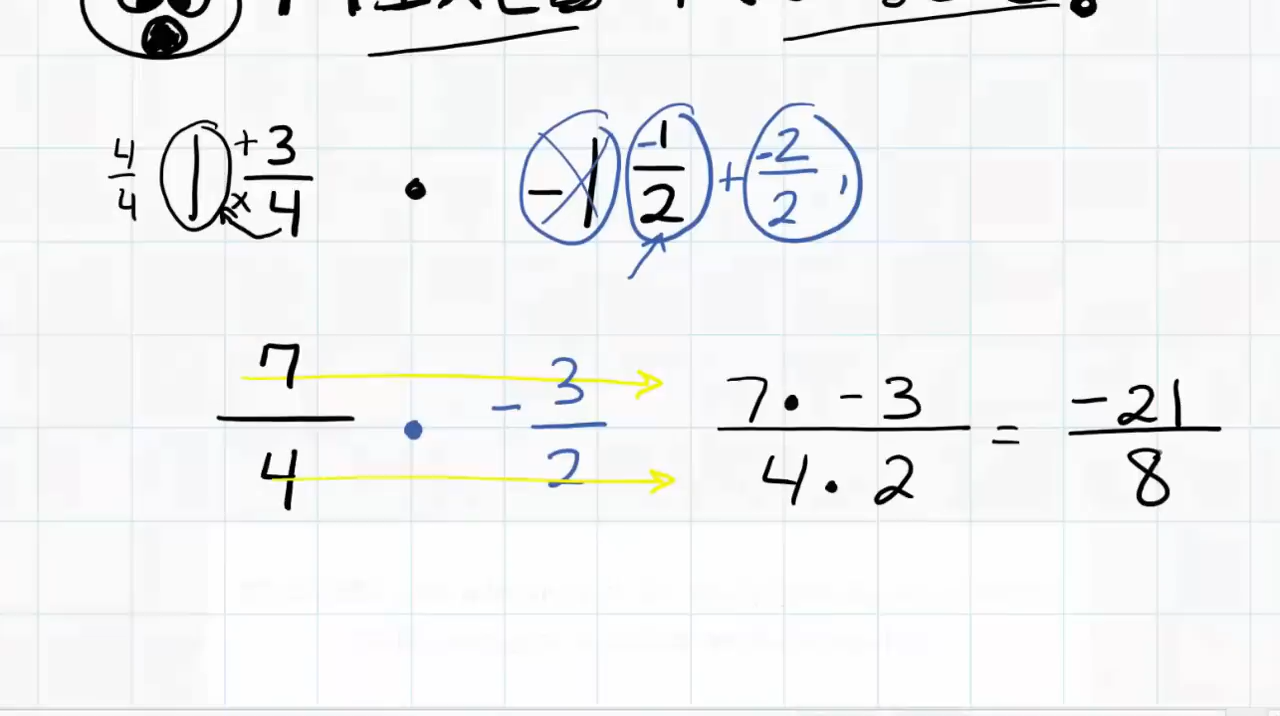 4/4 1 + 3/4 × • -1 -1/2 + -2/2
7/4 • -3/2 7 • -3 / 4 • 2 = -21/8